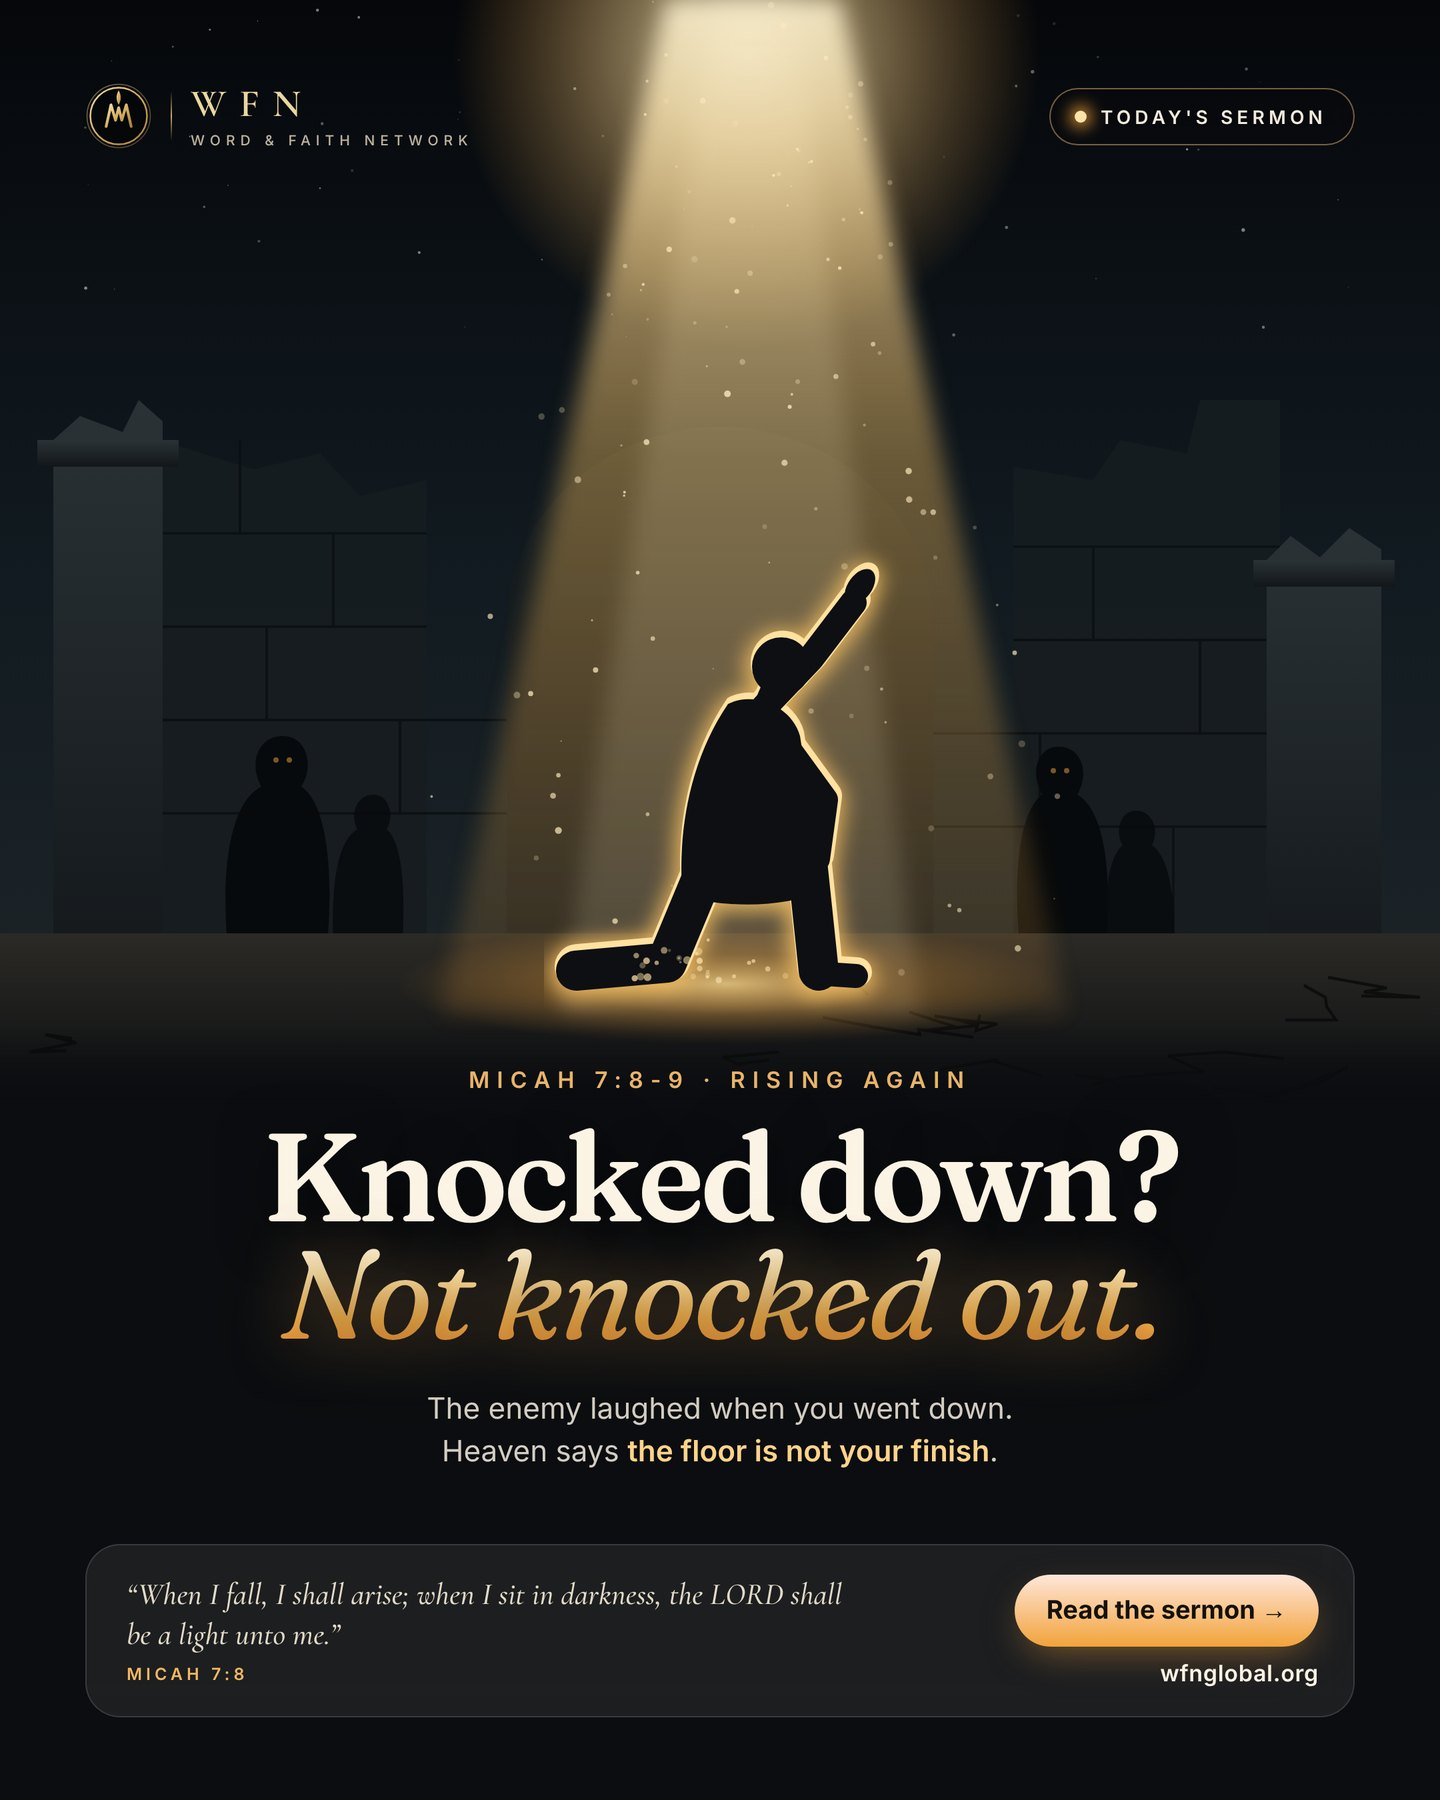 WFN
WORD & FAITH NETWORK
TODAY'S SERMON
MICAH 7:8-9 · RISING AGAIN
Knocked down?
Not knocked out.
The enemy laughed when you went down.
Heaven says the floor is not your finish.
“When I fall, I shall arise; when I sit in darkness, the LORD shall
be a light unto me.”
MICAH 7:8
Read the sermon →
wfnglobal.org